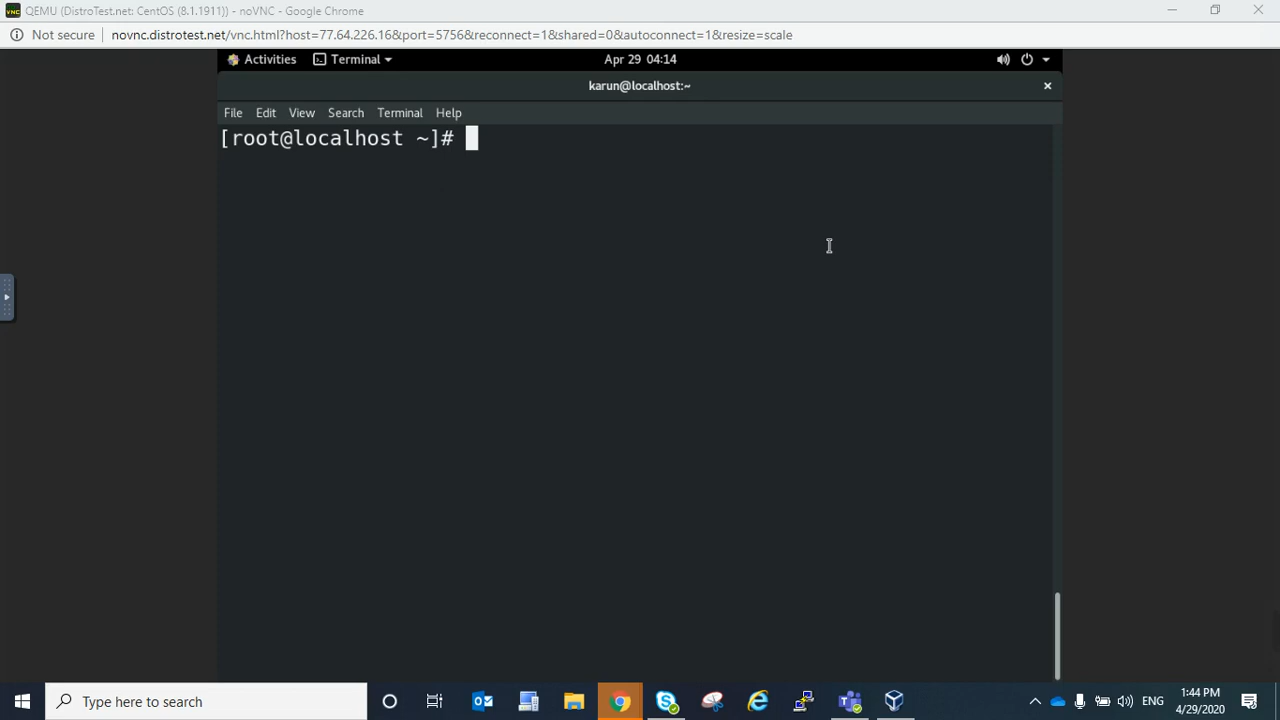 QEMU (DistroTest.net: CentOS (8.1.1911)) - noVNC - Google Chrome
Not secure | novnc.distrotest.net/vnc.html?host=77.64.226.16&port=5756&reconnect=1&shared=0&autoconnect=1&resize=scale
Activities Terminal Apr 29 04:14
karun@localhost:~
File Edit View Search Terminal Help
[root@localhost ~]#
Type here to search
ENG
1:44 PM
4/29/2020